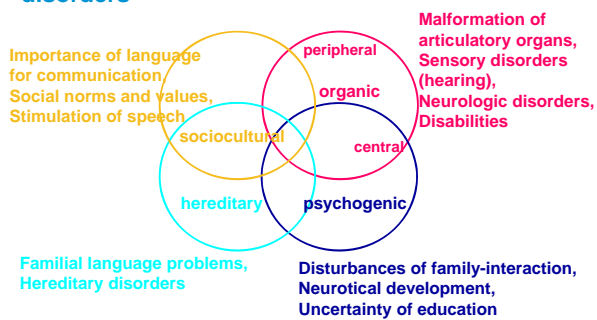 disorders
Importance of language
for communication,
Social norms and values,
Stimulation of speech
sociocultural
peripheral
organic
central
Malformation of
articulatory organs,
Sensory disorders
(hearing),
Neurologic disorders,
Disabilities
hereditary
psychogenic
Familial language problems,
Hereditary disorders
Disturbances of family-interaction,
Neurotical development,
Uncertainty of education